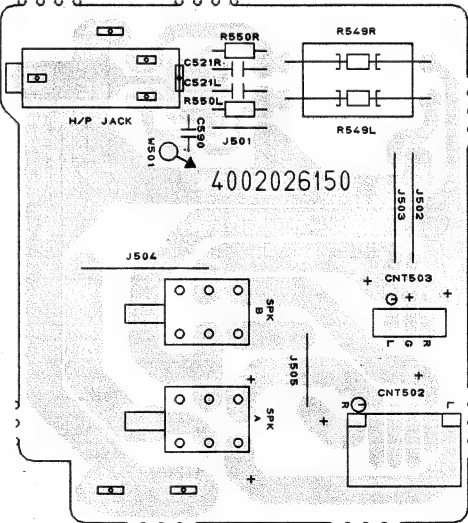 R550R
R549R
C521R
C521L
R550L
H/P JACK
J501
R549L
C590
W501
4002026150
J503
J502
J504
CNT503
SPK
B
L
G
R
J505
CNT502
R
L
SPK
A